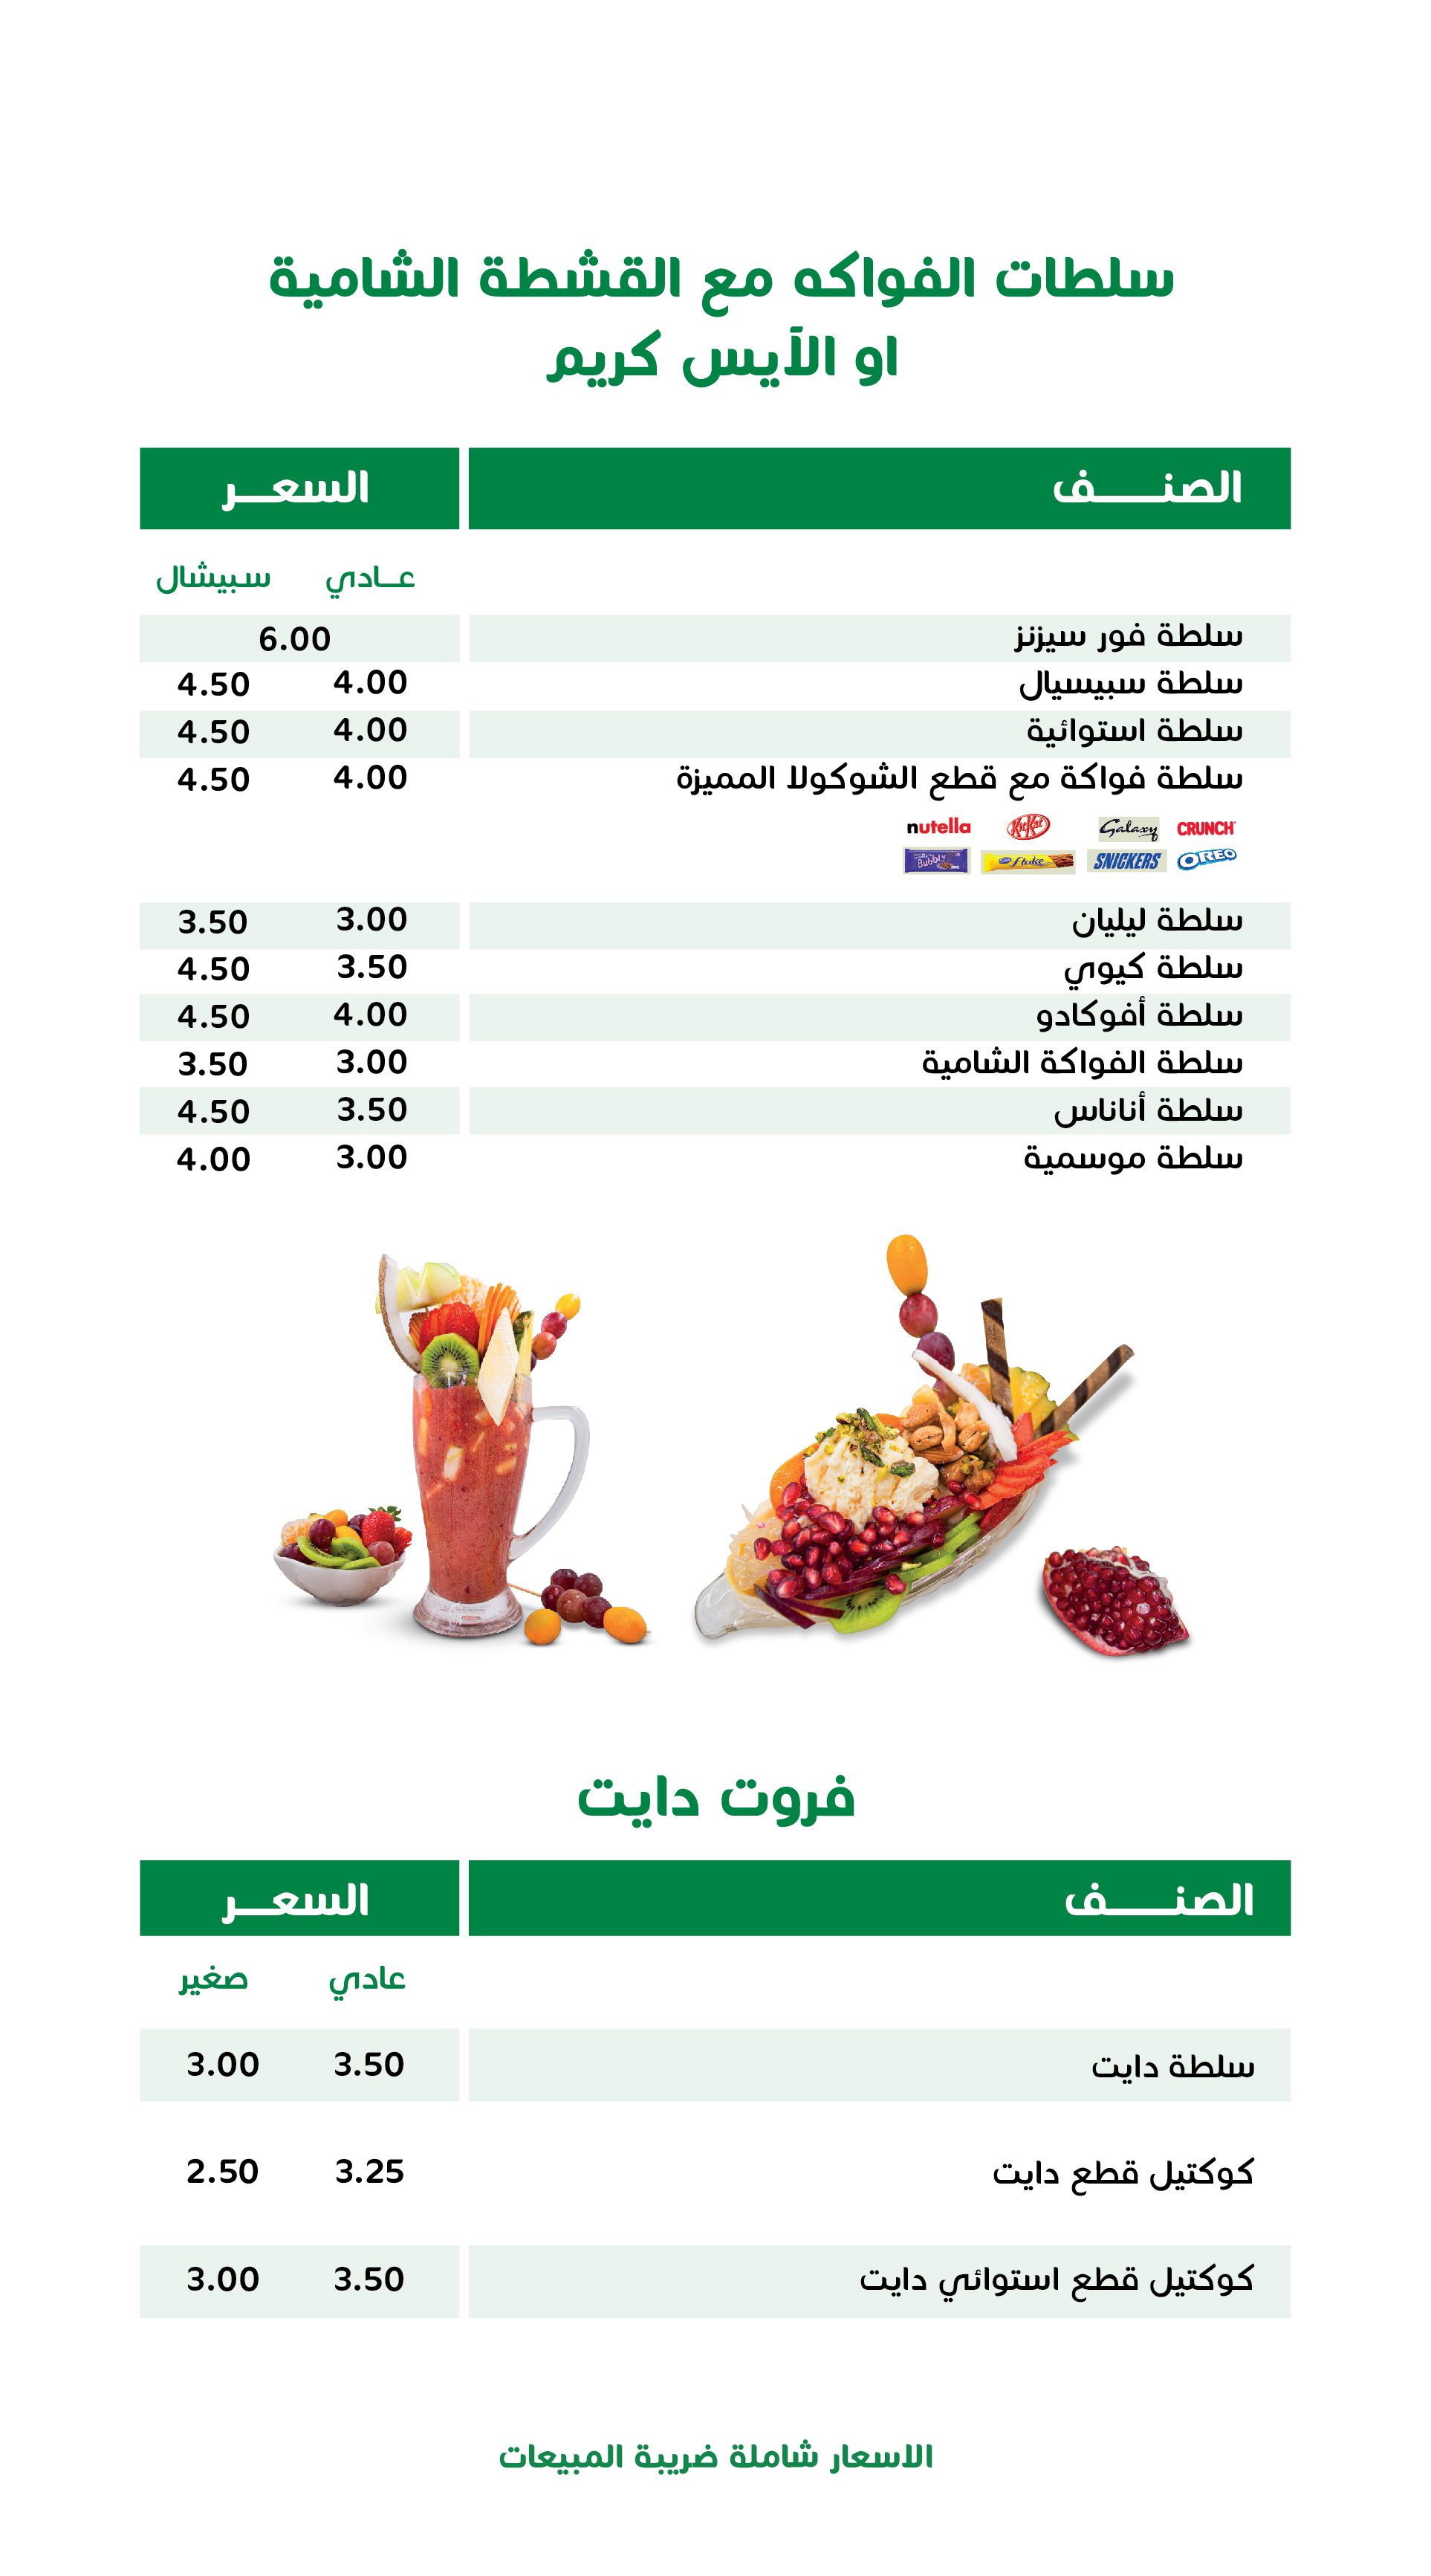 سلطات الفواكه مع القشطة الشامية
او الآيس كريم
الصنـــــف السعـــر
عـــادي سبيشال
سلطة فور سيزنز 6.00
سلطة سبيسيال 4.00 4.50
سلطة استوائية 4.00 4.50
سلطة فواكة مع قطع الشوكولا المميزة 4.00 4.50
nutella KitKat Galaxy CRUNCH
Bubbly flake SNICKERS OREO
سلطة ليليان 3.00 3.50
سلطة كيوي 3.50 4.50
سلطة أفوكادو 4.00 4.50
سلطة الفواكة الشامية 3.00 3.50
سلطة أناناس 3.50 4.50
سلطة موسمية 3.00 4.00
فروت دايت
الصنـــــف السعـــر
عادي صغير
سلطة دايت 3.50 3.00
كوكتيل قطع دايت 3.25 2.50
كوكتيل قطع استوائي دايت 3.50 3.00
الاسعار شاملة ضريبة المبيعات